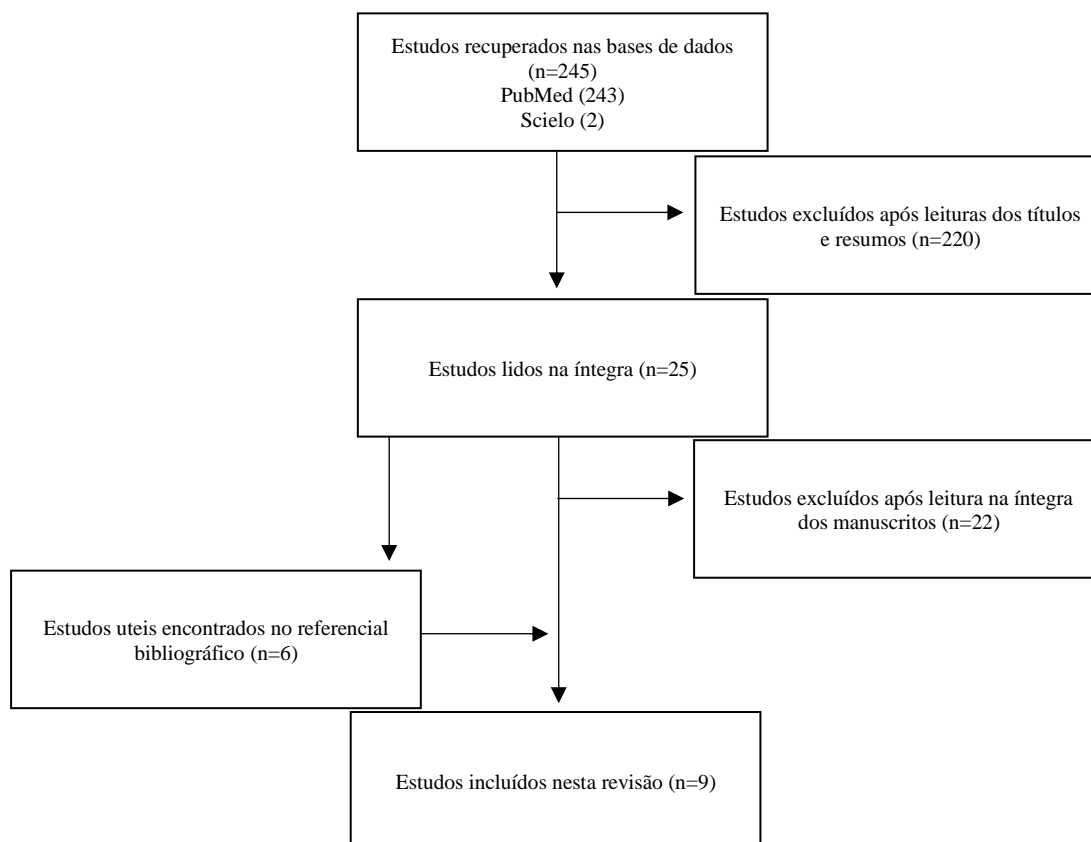 Estudos recuperados nas bases de dados
(n=245)
PubMed (243)
Scielo (2)
Estudos excluídos após leituras dos títulos
e resumos (n=220)
Estudos lidos na íntegra (n=25)
Estudos excluídos após leitura na íntegra
dos manuscritos (n=22)
Estudos uteis encontrados no referencial
bibliográfico (n=6)
Estudos incluídos nesta revisão (n=9)